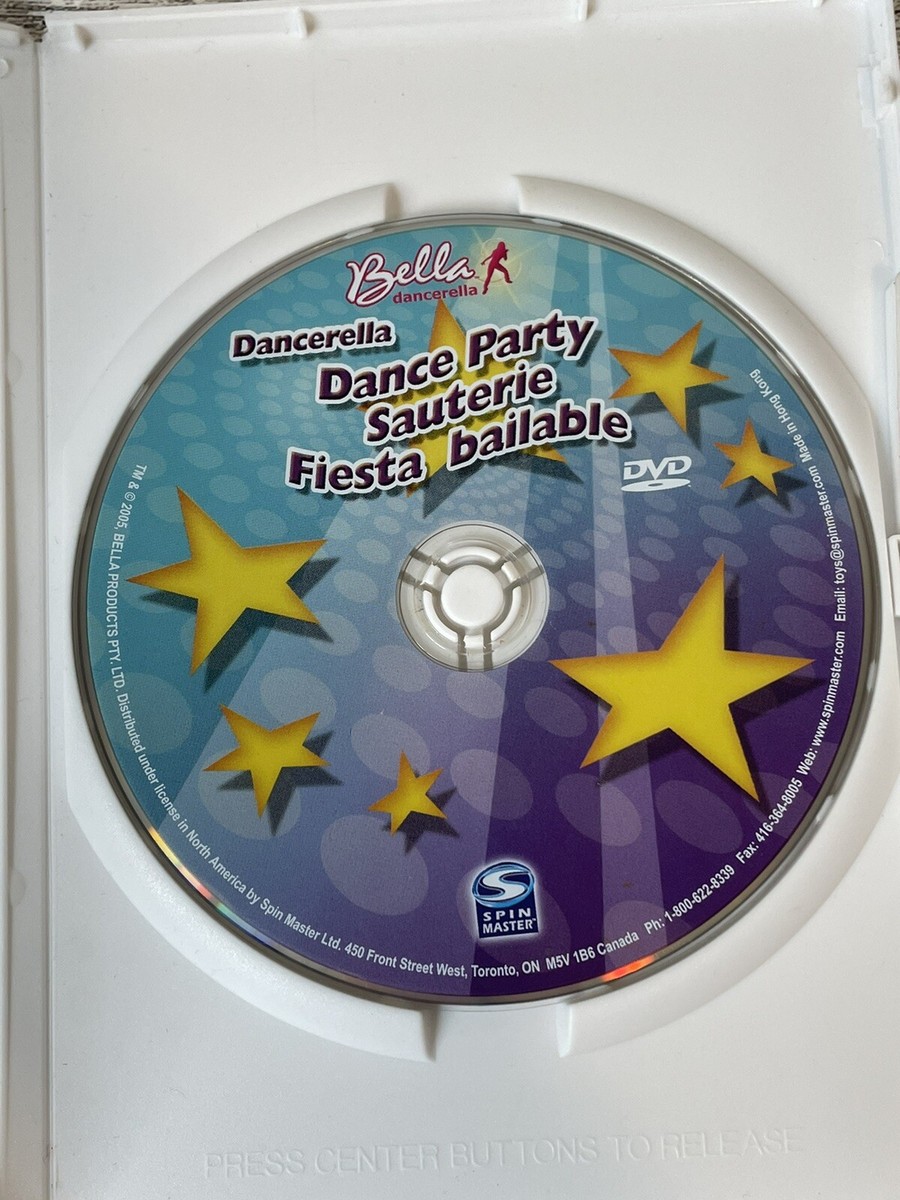 Bella
dancerella
Dancerella
Dance Party
Sauterie
Fiesta bailable
DVD
SPIN
MASTER™
TM & © 2005, BELLA PRODUCTS PTY. LTD. Distributed under license in North America by Spin Master Ltd. 450 Front Street West, Toronto, ON M5V 1B6 Canada Ph: 1-800-622-8339 Fax: 416-364-8005 Web: www.spinmaster.com Email: toys@spinmaster.com Made in Hong Kong
PRESS CENTER BUTTONS TO RELEASE